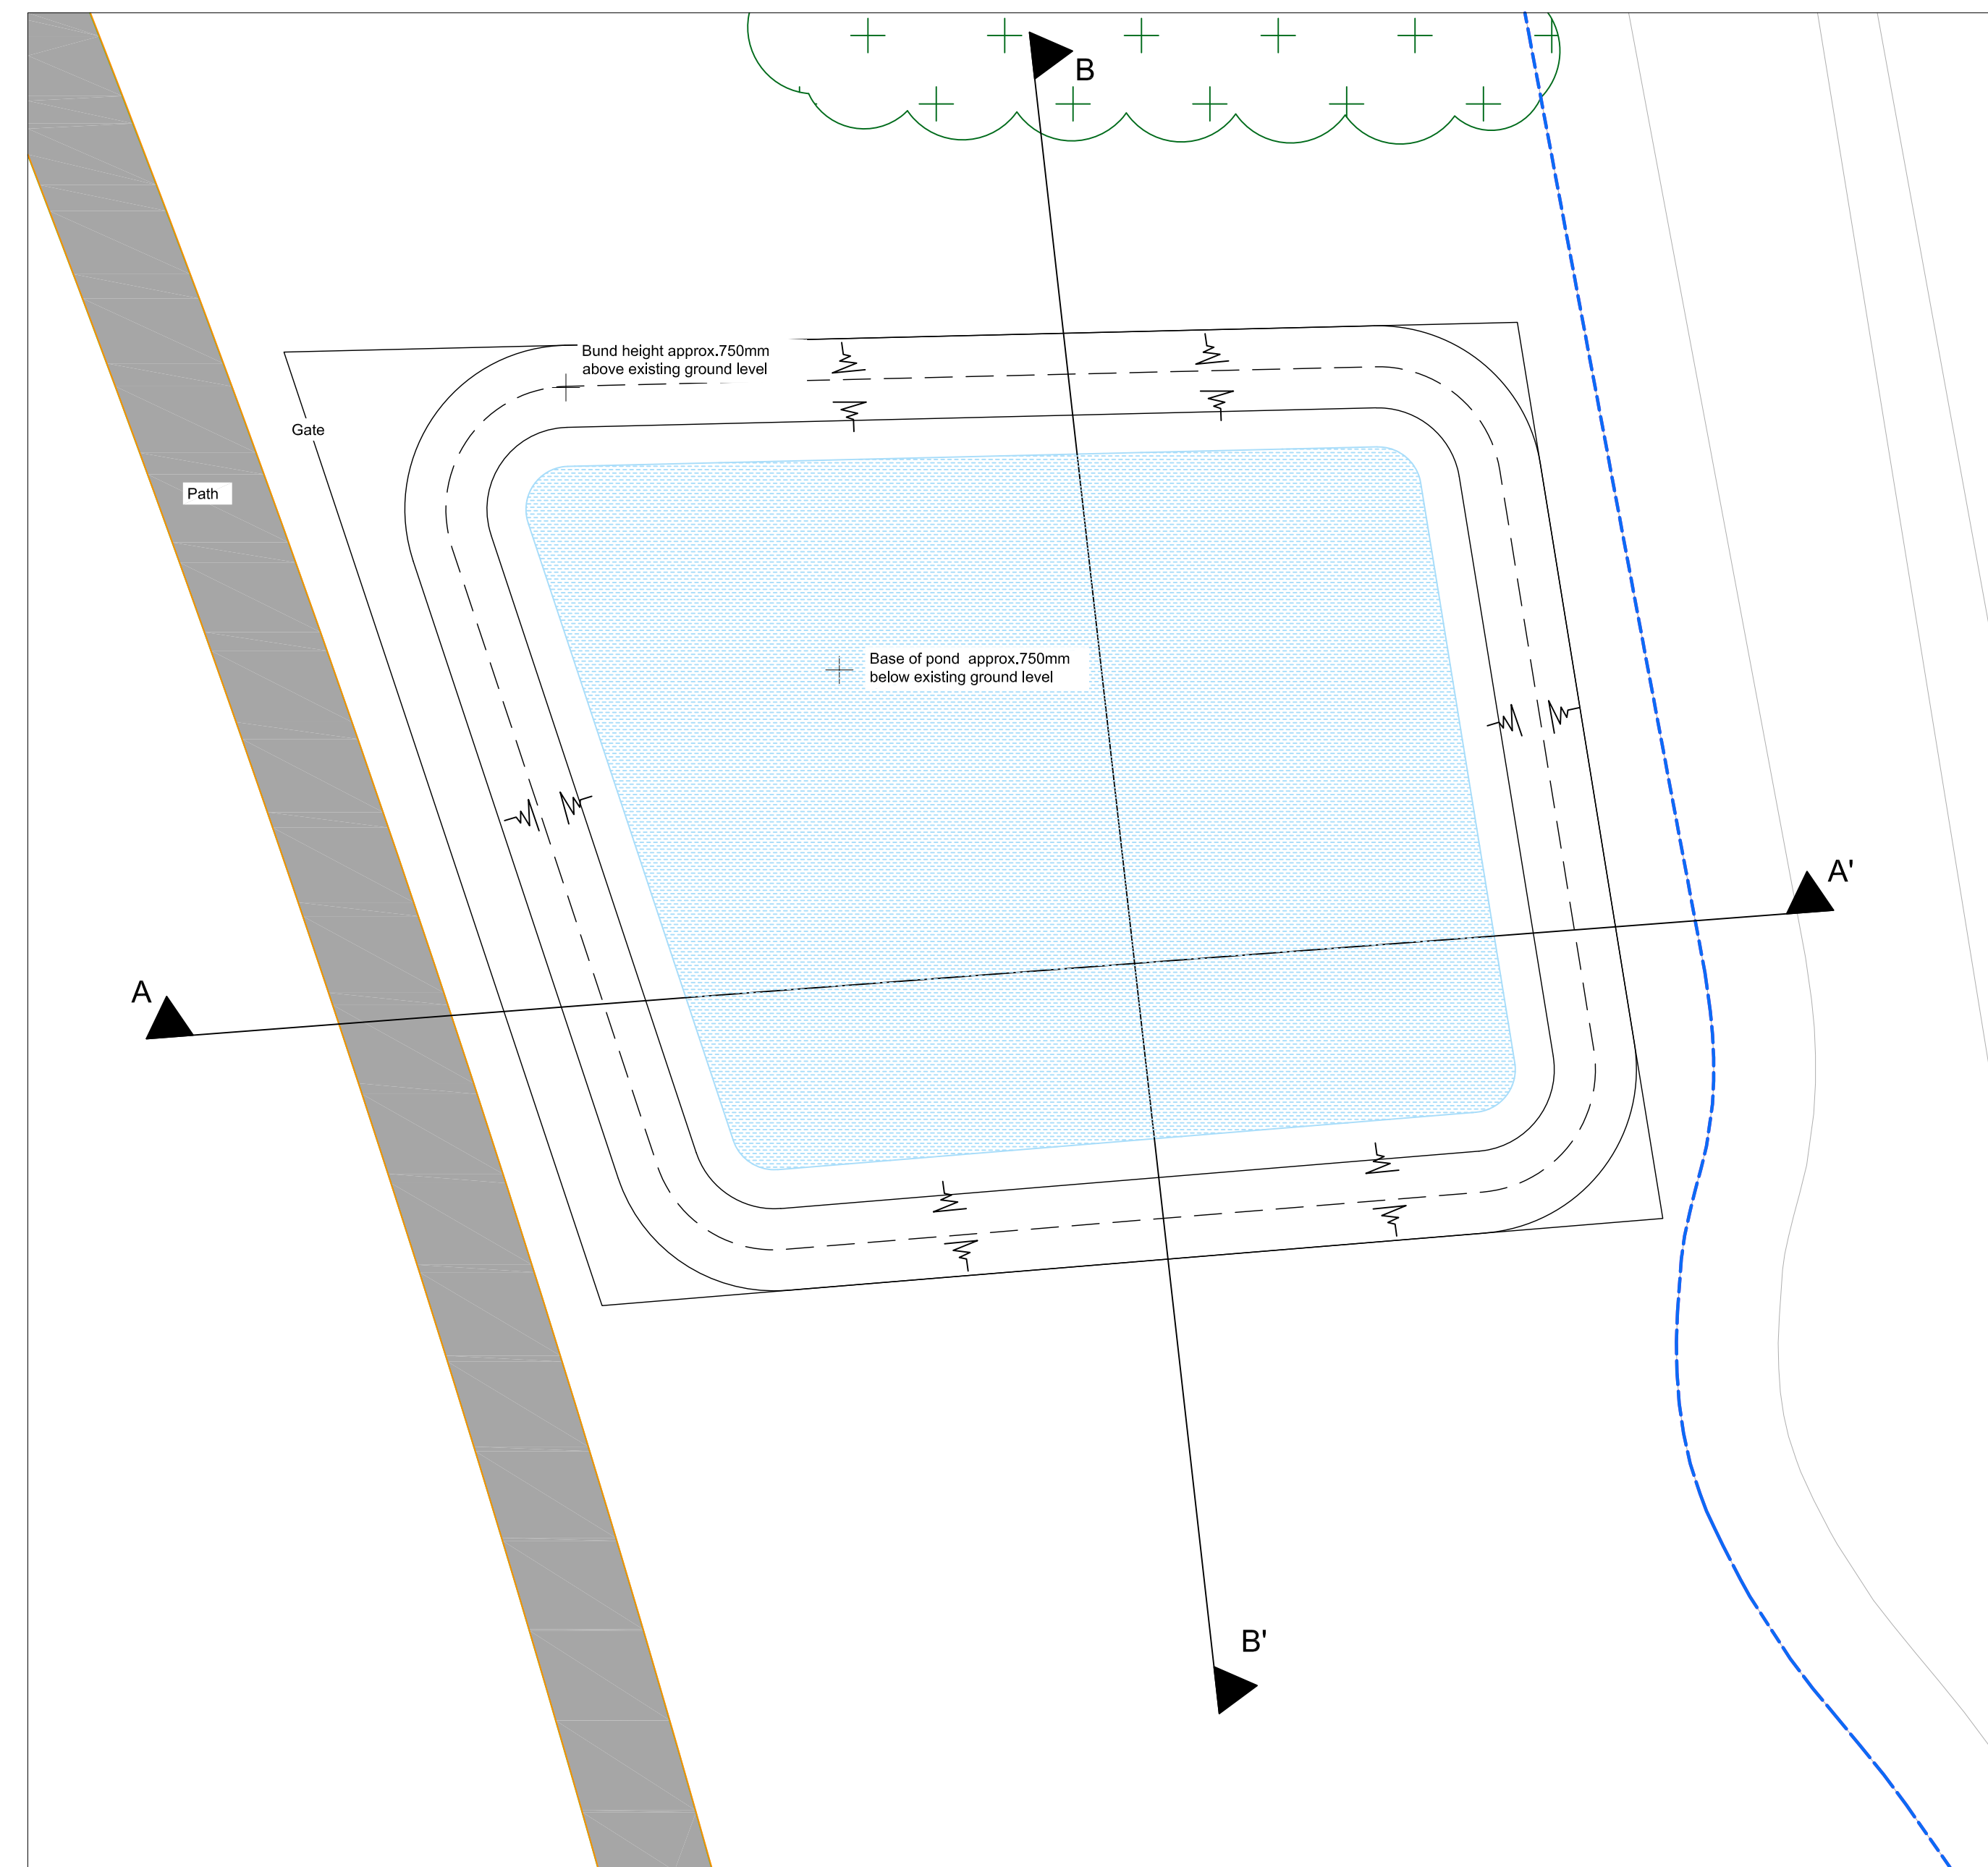 B
Bund height approx.750mm
above existing ground level
Gate
Path
Base of pond approx.750mm
below existing ground level
A'
A
B'